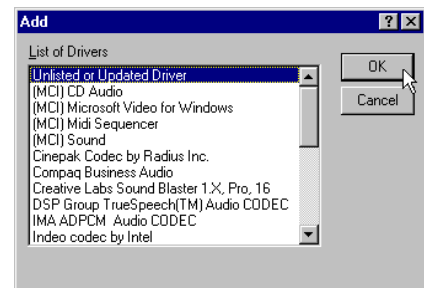 Add
List of Drivers
Unlisted or Updated Driver
(MCI) CD Audio
(MCI) Microsoft Video for Windows
(MCI) Midi Sequencer
(MCI) Sound
Cinepak Codec by Radius Inc.
Compaq Business Audio
Creative Labs Sound Blaster 1.X, Pro, 16
DSP Group TrueSpeech(TM) Audio CODEC
IMA ADPCM  Audio CODEC
Indeo codec by Intel
OK
Cancel